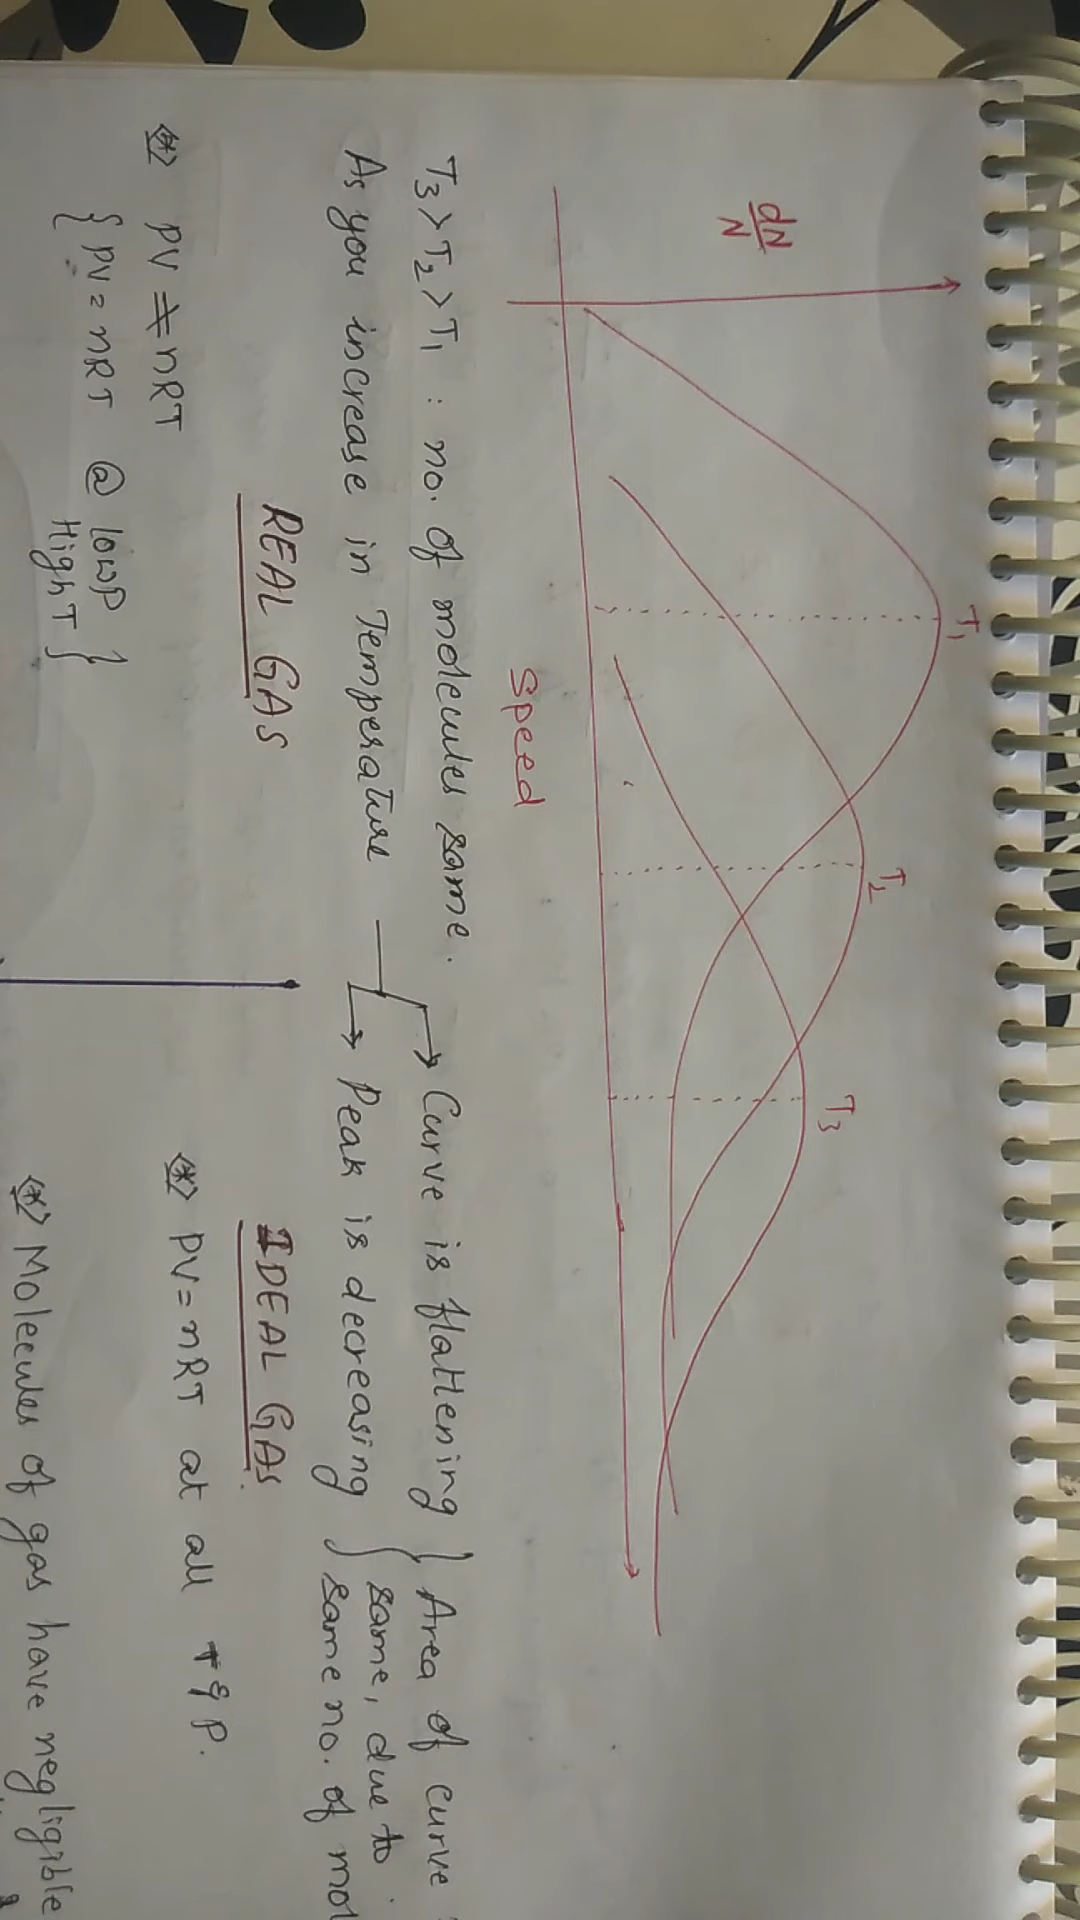 dN
N
T₁
T₂
T₃
Speed
T₃ > T₂ > T₁ : no. of molecules same.
As you increase in Temperature → Curve is flattening } Area of curve
→ Peak is decreasing } same, due to
same no. of mol
REAL GAS
IDEAL GAS
PV ≠ nRT
{ PV = nRT @ low P
High T }
PV = nRT at all T & P.
Molecules of gas have negligible